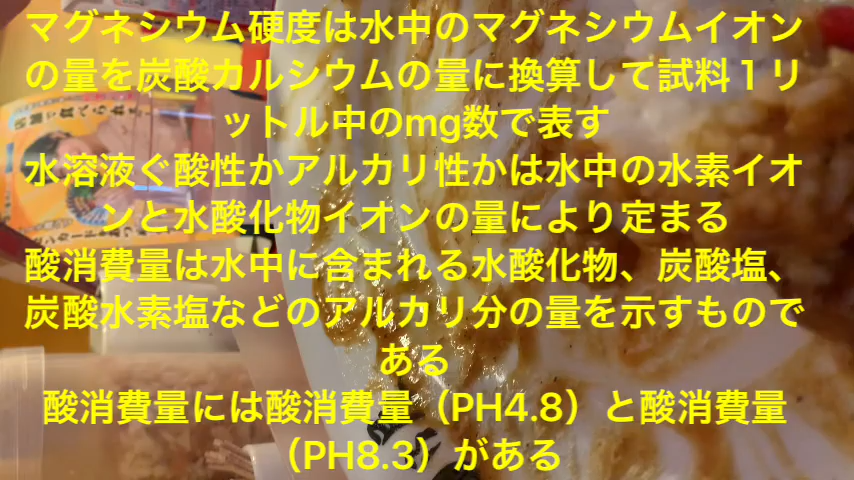 マグネシウム硬度は水中のマグネシウムイオン
の量を炭酸カルシウムの量に換算して試料１リ
ットル中のmg数で表す
水溶液ぐ酸性かアルカリ性かは水中の水素イオ
ンと水酸化物イオンの量により定まる
酸消費量は水中に含まれる水酸化物、炭酸塩、
炭酸水素塩などのアルカリ分の量を示すもので
ある
酸消費量には酸消費量（PH4.8）と酸消費量
（PH8.3）がある